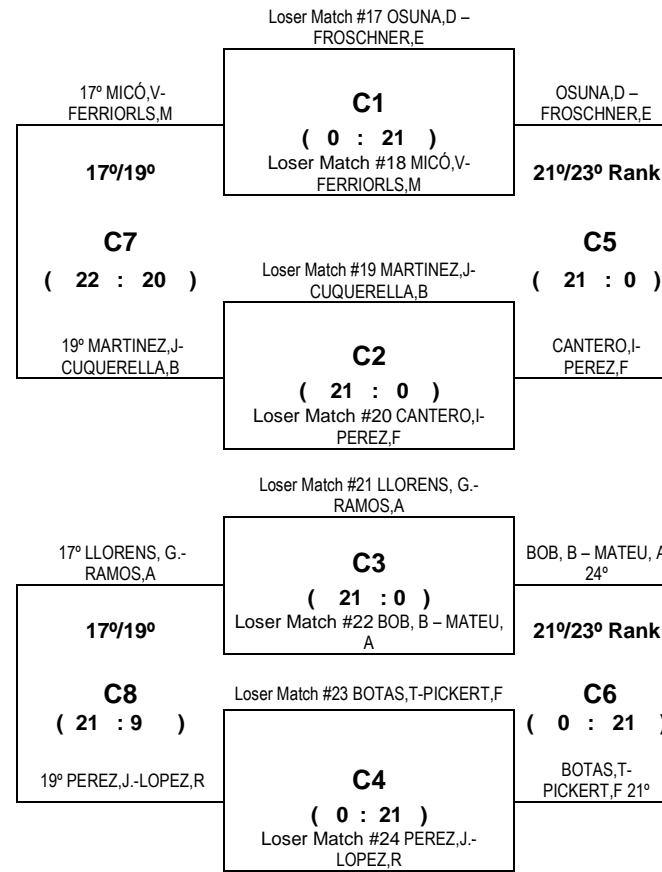 Loser Match #17 OSUNA,D –
FROSCHNER,E
17º MICÓ,V-
FERRIORLS,M
C1
OSUNA,D –
FROSCHNER,E
( 0 : 21 )
17º/19º
Loser Match #18 MICÓ,V-
FERRIORLS,M
21º/23º Rank
C7
C5
( 22 : 20 )
Loser Match #19 MARTINEZ,J-
CUQUERELLA,B
( 21 : 0 )
19º MARTINEZ,J-
CUQUERELLA,B
C2
CANTERO,I-
PEREZ,F
( 21 : 0 )
Loser Match #20 CANTERO,I-
PEREZ,F
Loser Match #21 LLORENS, G.-
RAMOS,A
17º LLORENS, G.-
RAMOS,A
C3
BOB, B – MATEU, A
24º
( 21 : 0 )
17º/19º
Loser Match #22 BOB, B – MATEU,
A
21º/23º Rank
C8
Loser Match #23 BOTAS,T-PICKERT,F
C6
( 21 : 9 )
( 0 : 21 )
19º PEREZ,J.-LOPEZ,R
C4
BOTAS,T-
PICKERT,F 21º
( 0 : 21 )
Loser Match #24 PEREZ,J.-
LOPEZ,R